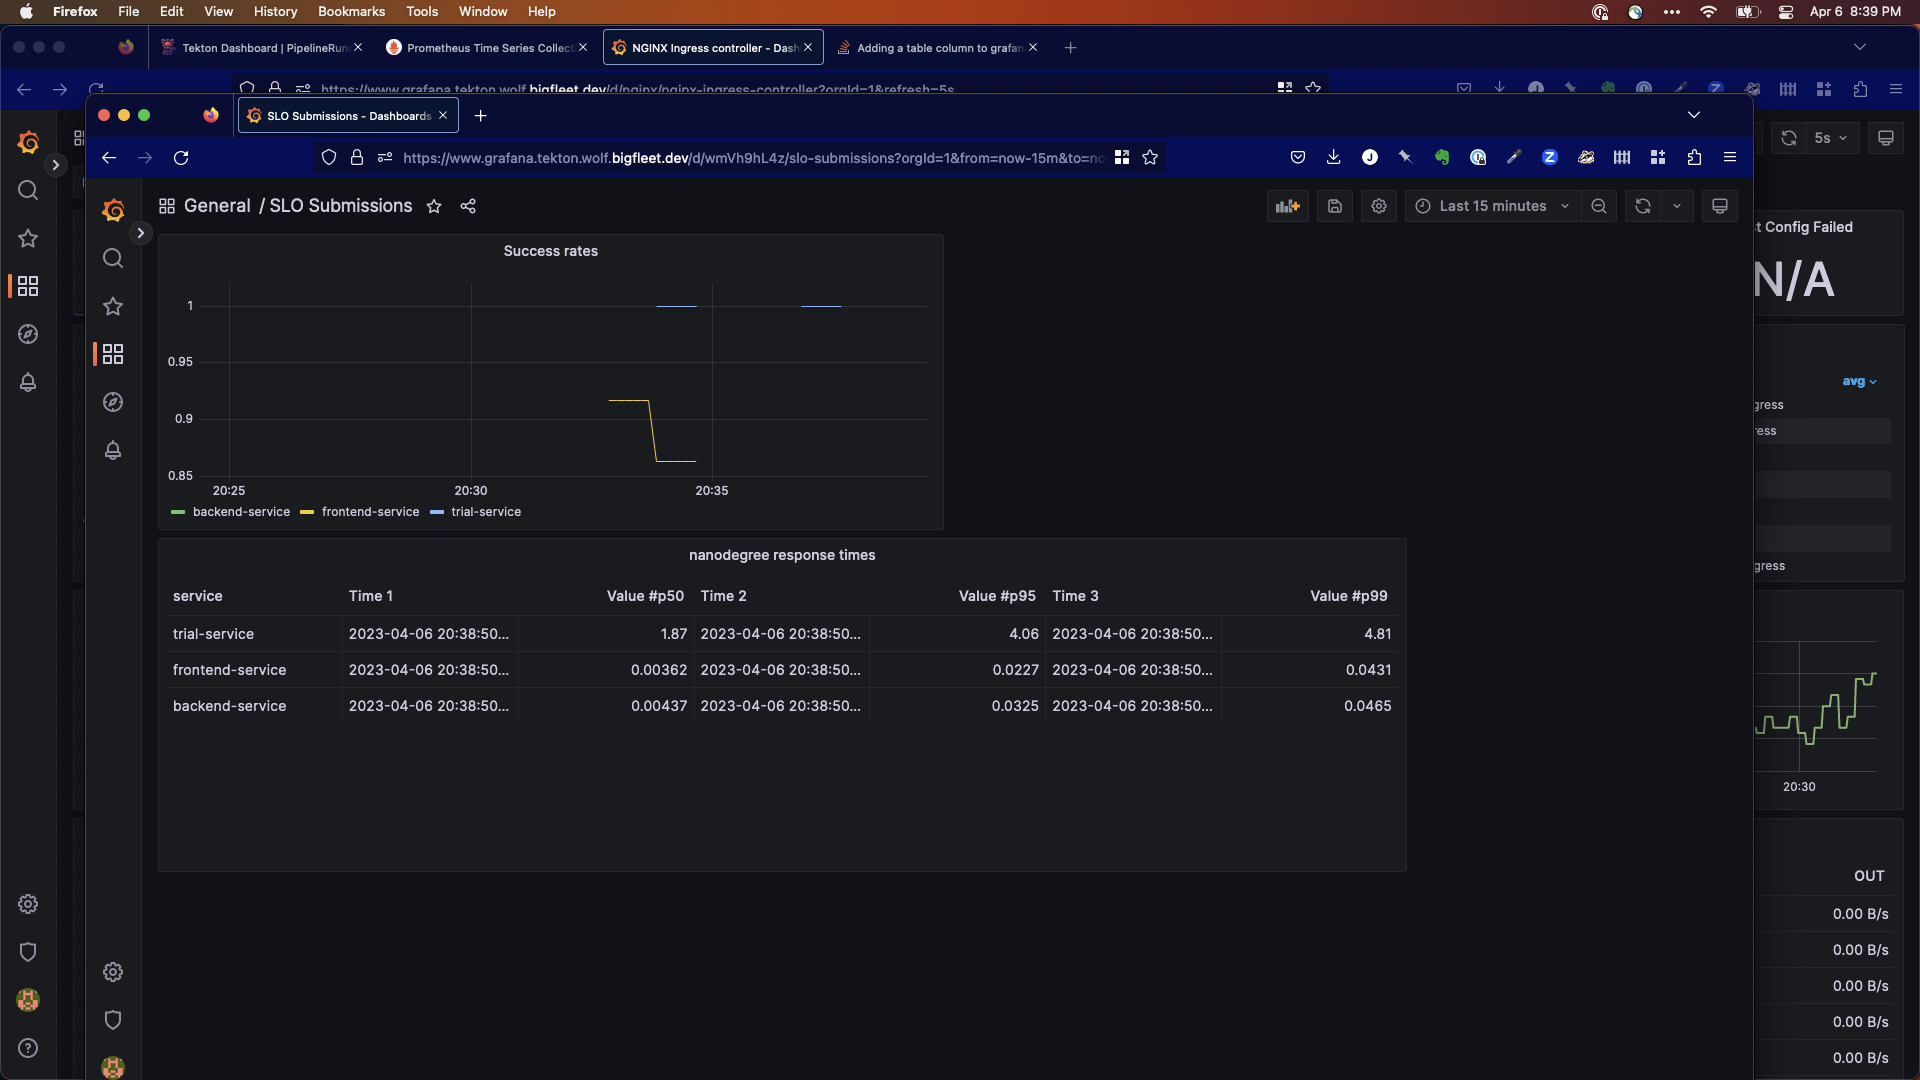 Firefox File Edit View History Bookmarks Tools Window Help Apr 6 8:39 PM
Tekton Dashboard | PipelineRun Prometheus Time Series Collect NGINX Ingress controller - Dash Adding a table column to grafan
https://www.grafana.tekton.wolf.bigfleet.dev/d/nginx/nginx-ingress-controller?orgId=1&refresh=5s
SLO Submissions - Dashboards
5s
https://www.grafana.tekton.wolf.bigfleet.dev/d/wmVh9hL4z/slo-submissions?orgId=1&from=now-15m&to=no
General / SLO Submissions Last 15 minutes
t Config Failed
N/A
Success rates
1
0.95
0.9
0.85
20:25 20:30 20:35
backend-service frontend-service trial-service
avg
gress
ress
gress
nanodegree response times
service Time 1 Value #p50 Time 2 Value #p95 Time 3 Value #p99
trial-service 2023-04-06 20:38:50... 1.87 2023-04-06 20:38:50... 4.06 2023-04-06 20:38:50... 4.81
frontend-service 2023-04-06 20:38:50... 0.00362 2023-04-06 20:38:50... 0.0227 2023-04-06 20:38:50... 0.0431
backend-service 2023-04-06 20:38:50... 0.00437 2023-04-06 20:38:50... 0.0325 2023-04-06 20:38:50... 0.0465
20:30
OUT
0.00 B/s
0.00 B/s
0.00 B/s
0.00 B/s
0.00 B/s